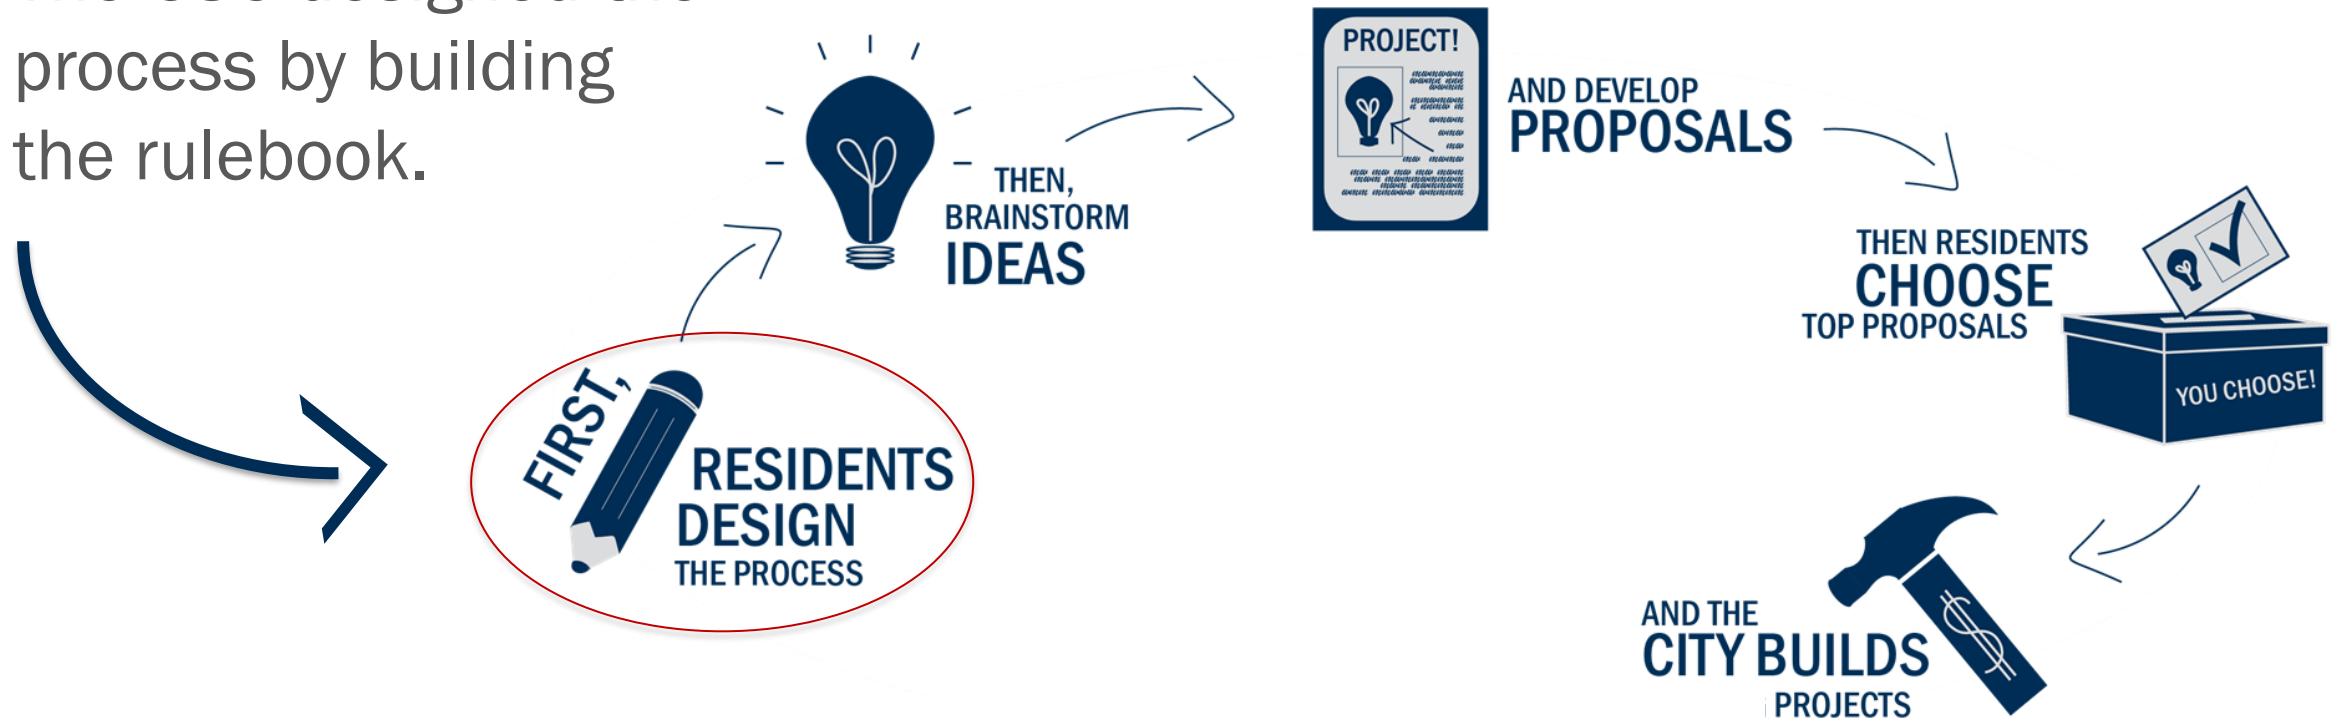 process by building
the rulebook.
FIRST,
RESIDENTS
DESIGN
THE PROCESS
THEN,
BRAINSTORM
IDEAS
PROJECT!
AND DEVELOP
PROPOSALS
THEN RESIDENTS
CHOOSE
TOP PROPOSALS
YOU CHOOSE!
AND THE
CITY BUILDS
PROJECTS